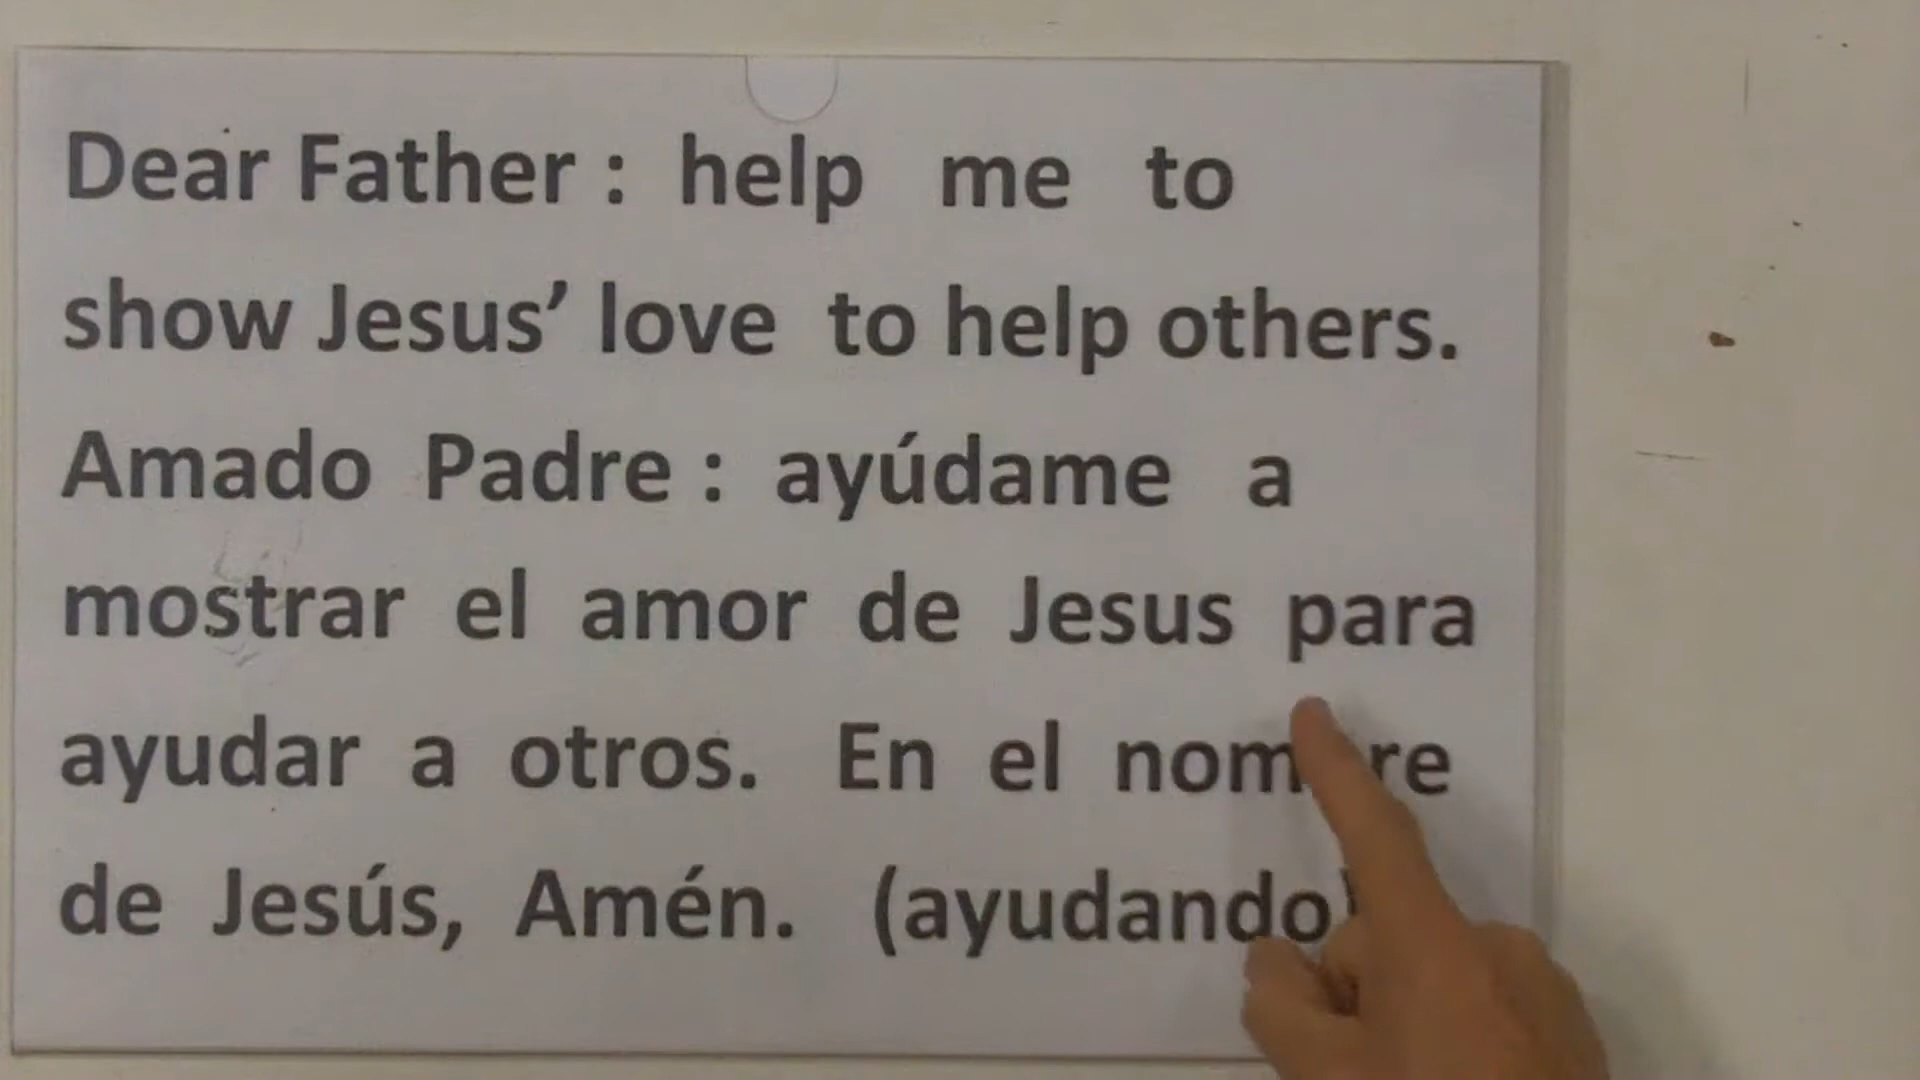 Dear Father : help me to
show Jesus’ love to help others.
Amado Padre : ayúdame a
mostrar el amor de Jesus para
ayudar a otros. En el nombre
de Jesús, Amén. (ayudando)